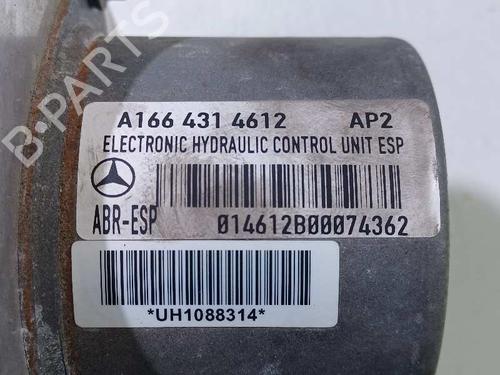 B-PARTS
A166 431 4612 AP2
ELECTRONIC HYDRAULIC CONTROL UNIT ESP
ABR-ESP 014612B00074362
*UH1088314*